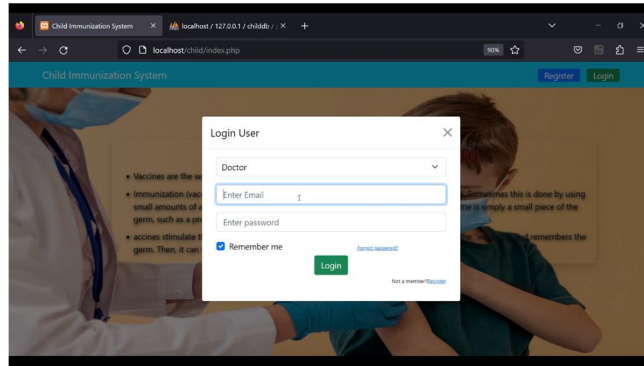 Child Immunization System
localhost / 127.0.0.1 / childdb /
localhost/child/index.php
90%
Child Immunization System
Register
Login
Login User
Doctor
Enter Email
Enter password
Remember me
Forgot password?
Login
Not a member?Register
Vaccines are the w
Immunization (vacc
Sometimes this is done by using
small amounts of a
ne is simply a small piece of the
germ, such as a pr
accines stimulate t
remembers the
germ. Then, it can